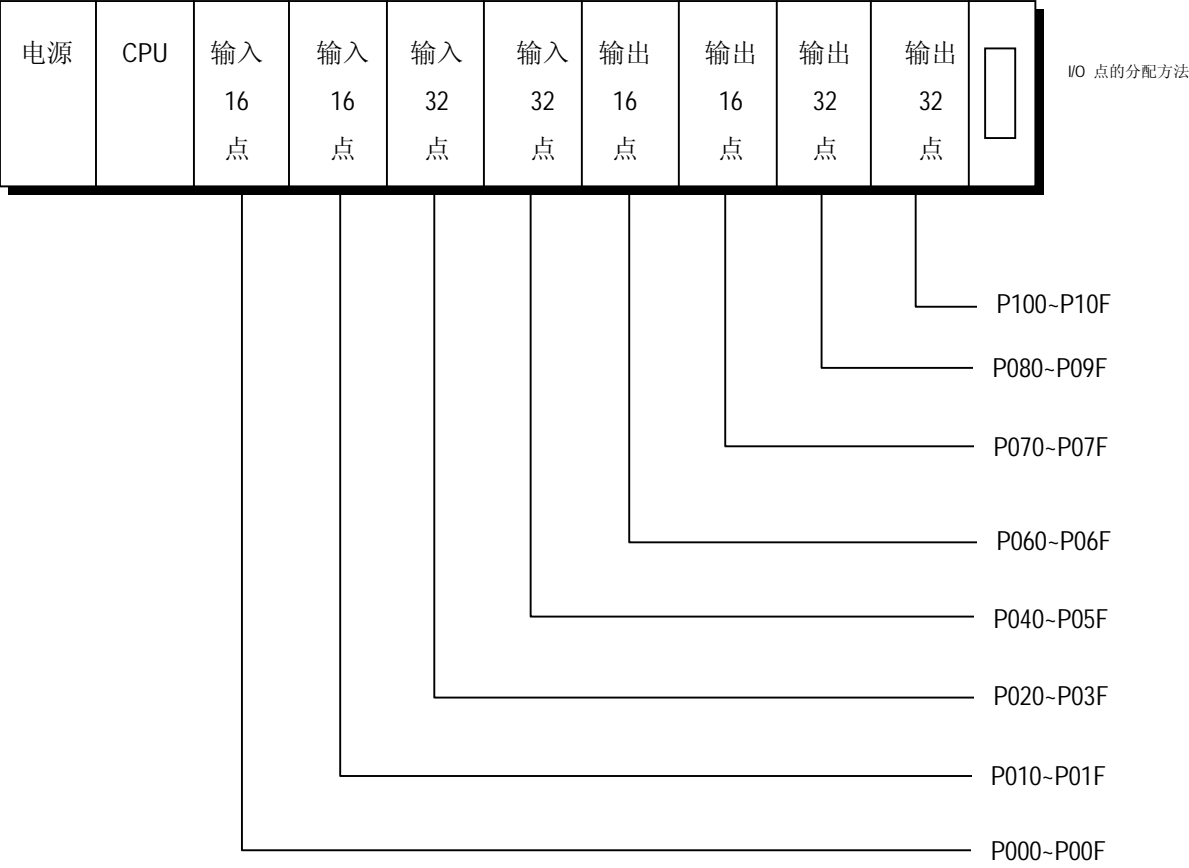 电源 CPU 输入 输入 输入 输入 输出 输出 输出 输出
16 16 32 32 16 16 32 32
点 点 点 点 点 点 点 点
I/O 点的分配方法
P100~P10F
P080~P09F
P070~P07F
P060~P06F
P040~P05F
P020~P03F
P010~P01F
P000~P00F